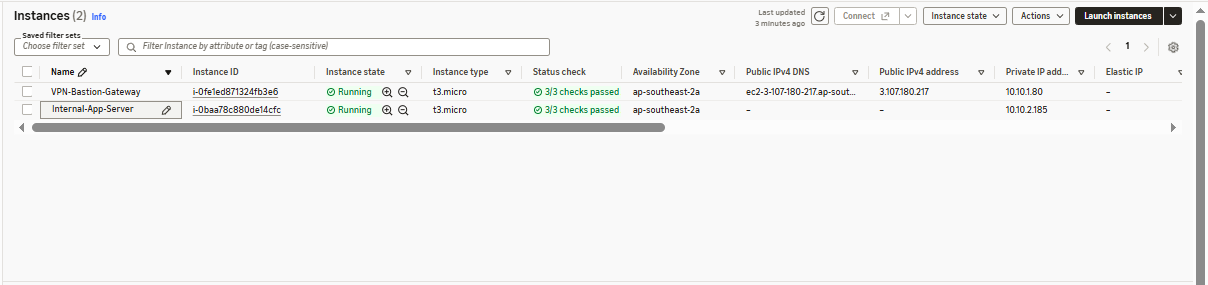 Instances (2) Info
Last updated
3 minutes ago
Connect
Instance state
Actions
Launch instances
Saved filter sets
Choose filter set
Filter Instance by attribute or tag (case-sensitive)
1
Name Instance ID Instance state Instance type Status check Availability Zone Public IPv4 DNS Public IPv4 address Private IP add... Elastic IP
VPN-Bastion-Gateway i-0fe1ed871324fb3e6 Running t3.micro 3/3 checks passed ap-southeast-2a ec2-3-107-180-217.ap-sout... 3.107.180.217 10.10.1.80 –
Internal-App-Server i-0baa78c880de14cfc Running t3.micro 3/3 checks passed ap-southeast-2a – – 10.10.2.185 –